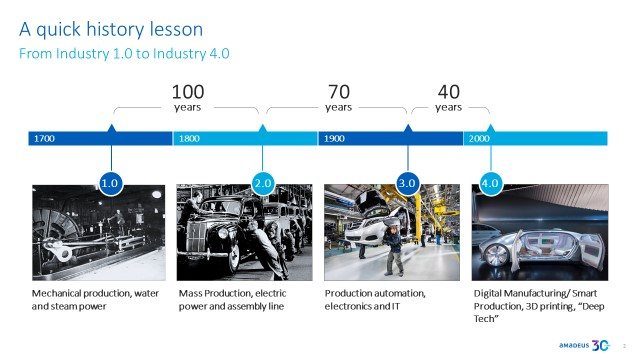 A quick history lesson
From Industry 1.0 to Industry 4.0
100
years
70
years
40
years
1700
1800
1900
2000
1.0
2.0
3.0
4.0
Mechanical production, water
and steam power
Mass Production, electric
power and assembly line
Production automation,
electronics and IT
Digital Manufacturing/ Smart
Production, 3D printing, “Deep
Tech”
amadeus 30